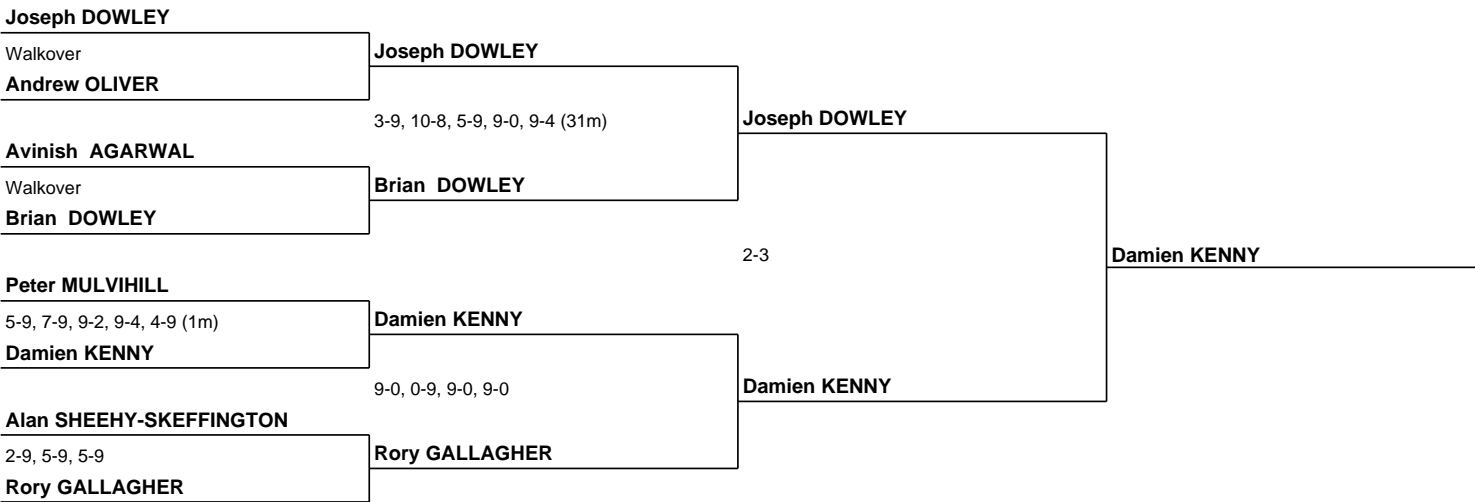 Joseph DOWLEY
Walkover
Andrew OLIVER
Avinish AGARWAL
Walkover
Brian DOWLEY
Peter MULVIHILL
5-9, 7-9, 9-2, 9-4, 4-9 (1m)
Damien KENNY
Alan SHEEHY-SKEFFINGTON
2-9, 5-9, 5-9
Rory GALLAGHER
Joseph DOWLEY
3-9, 10-8, 5-9, 9-0, 9-4 (31m)
Brian DOWLEY
Damien KENNY
9-0, 0-9, 9-0, 9-0
Rory GALLAGHER
Joseph DOWLEY
2-3
Damien KENNY
Damien KENNY